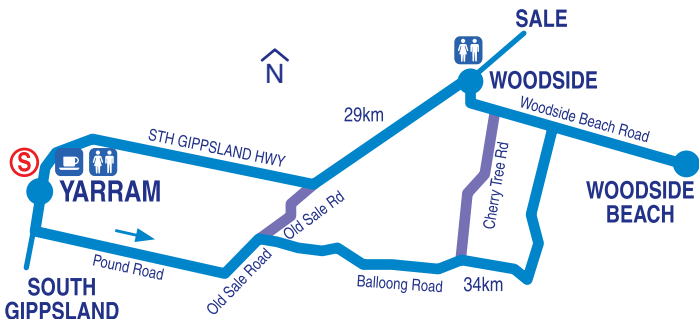 SALE
N
WOODSIDE
29km
Woodside Beach Road
STH GIPPSLAND HWY
S
YARRAM
Cherry Tree Rd
WOODSIDE
BEACH
Old Sale Rd
Pound Road
Old Sale Road
Balloong Road
34km
SOUTH
GIPPSLAND